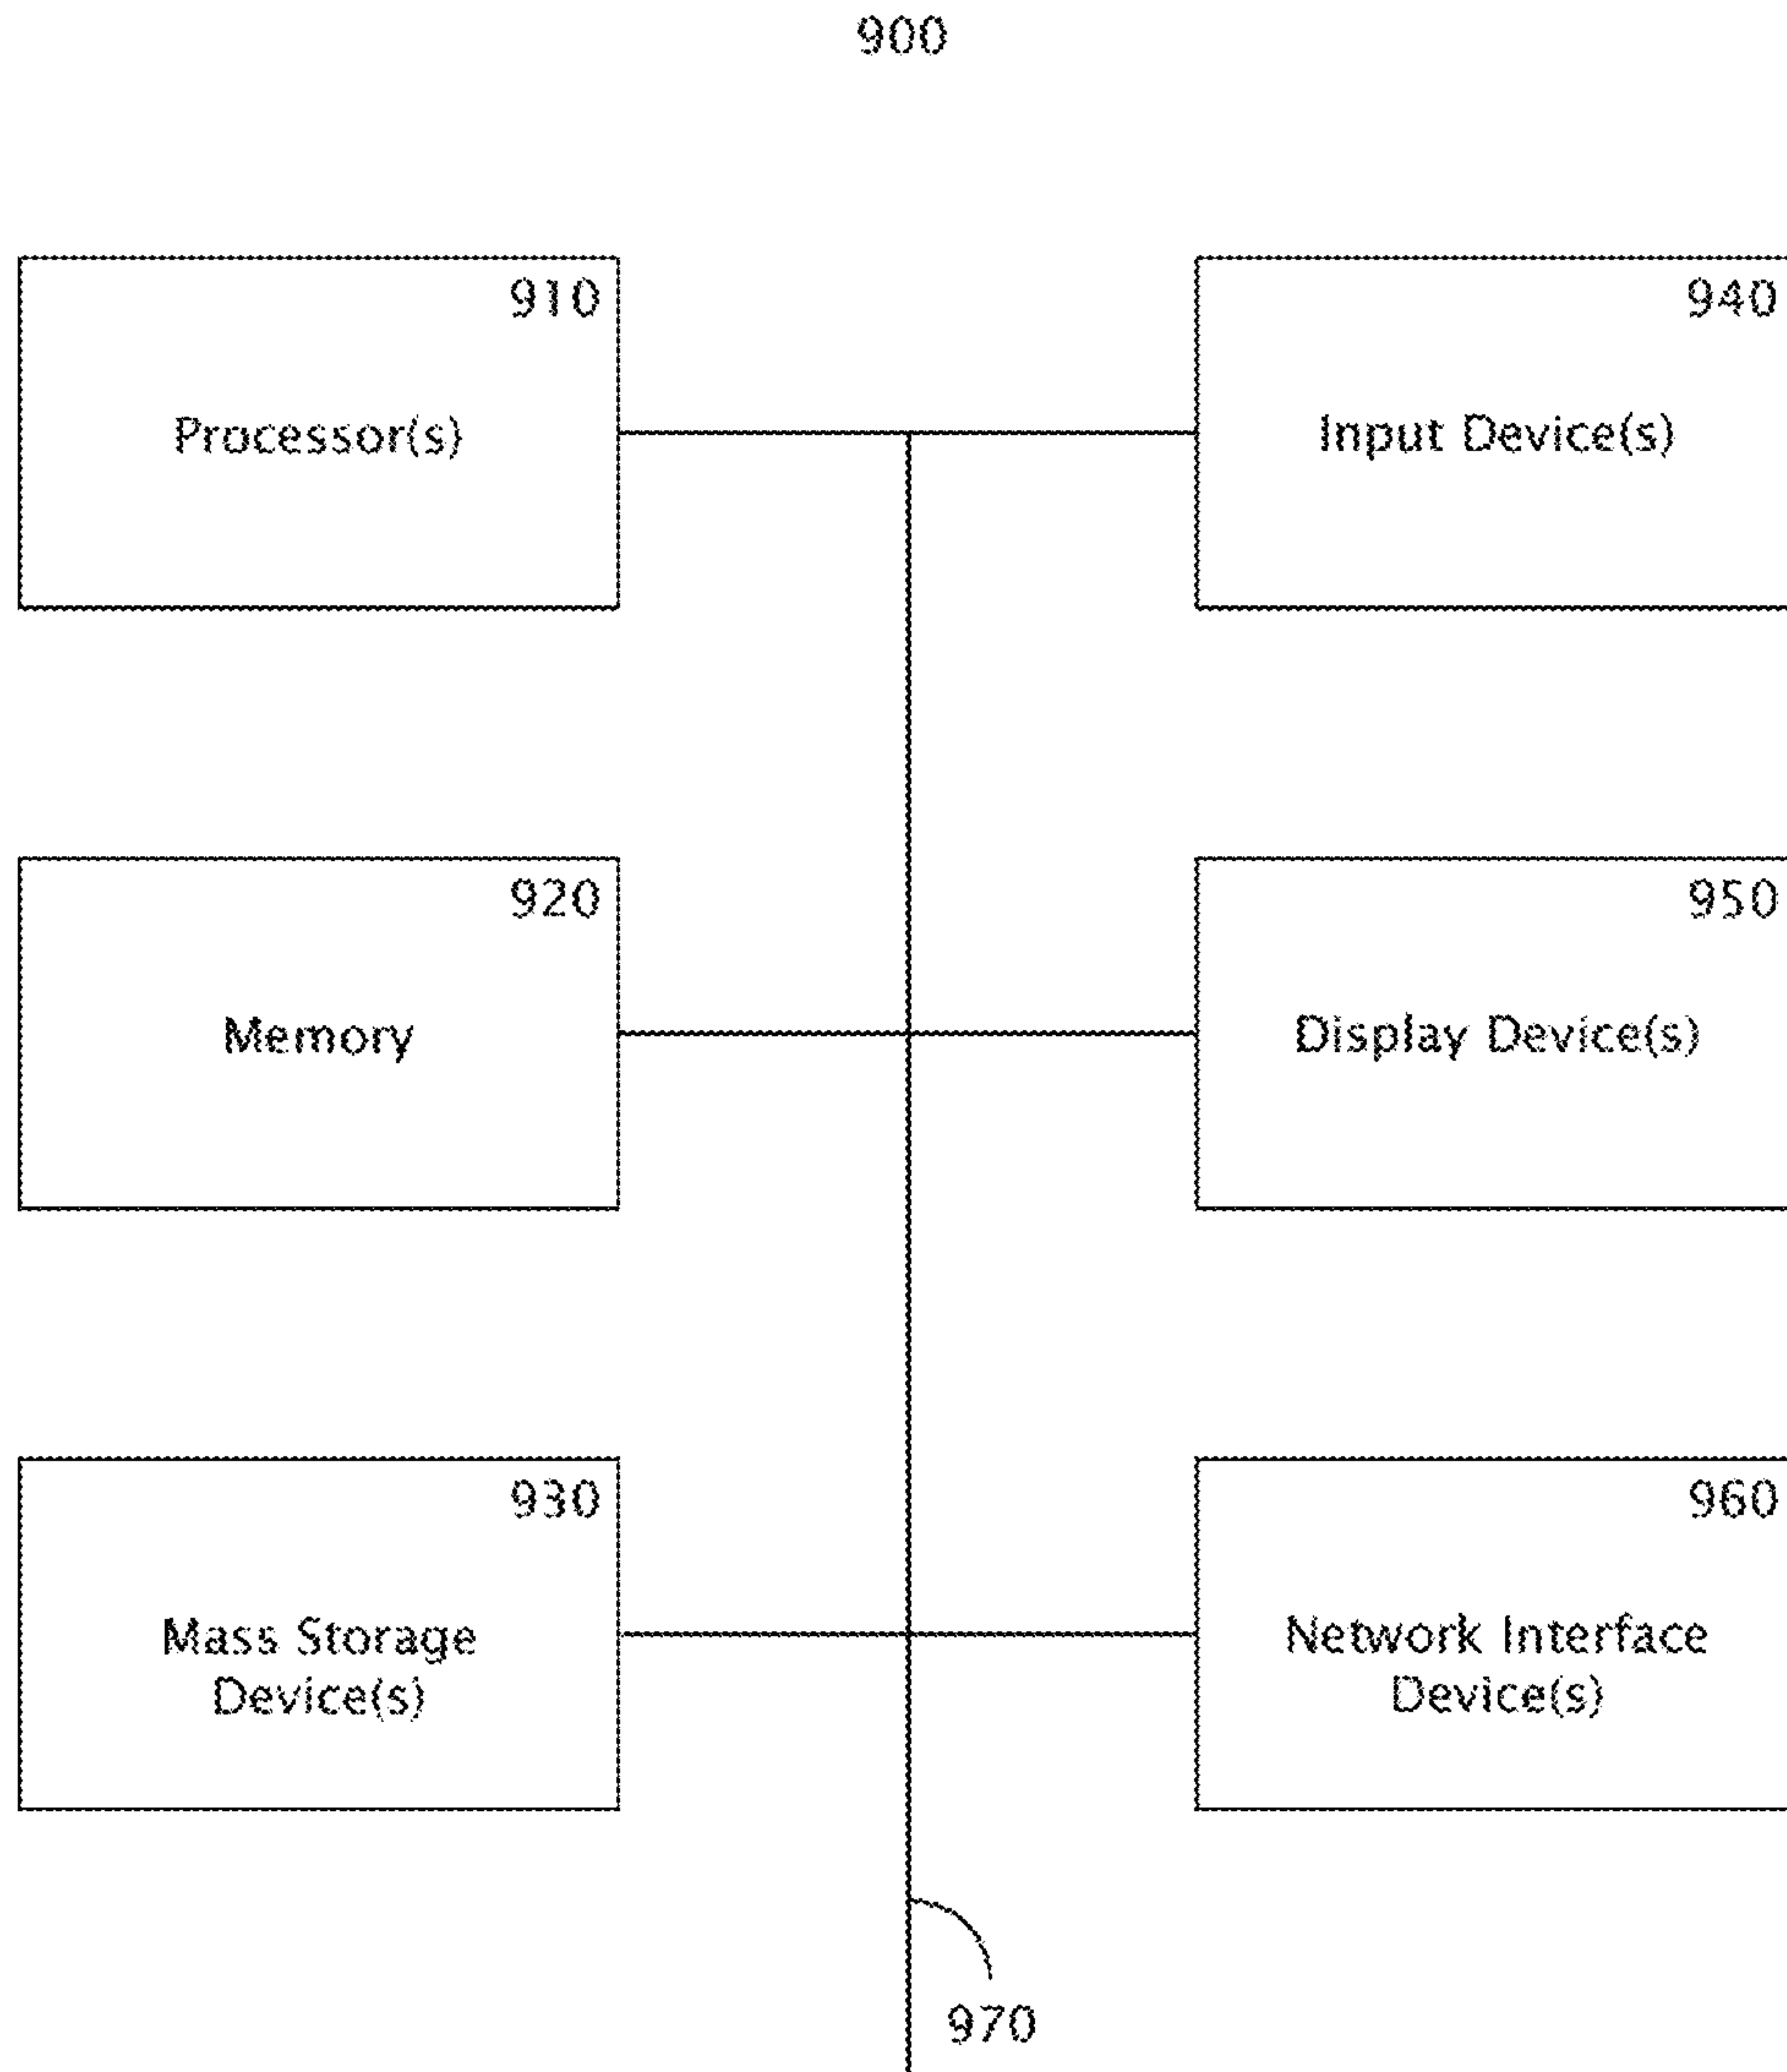 900
910
Processor(s)
940
Input Device(s)
920
Memory
950
Display Device(s)
930
Mass Storage
Device(s)
960
Network Interface
Device(s)
970